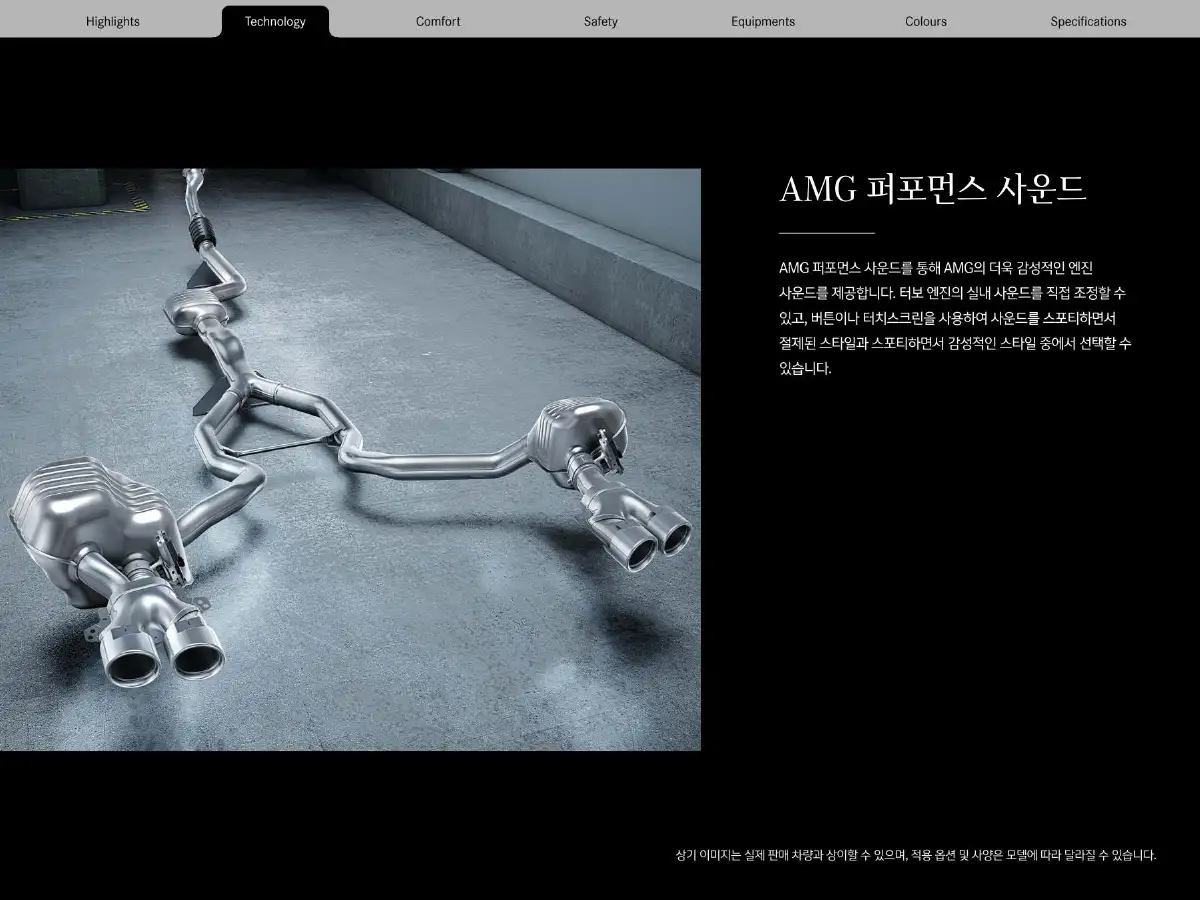 Highlights
Technology
Comfort
Safety
Equipments
Colours
Specifications
AMG 퍼포먼스 사운드
AMG 퍼포먼스 사운드를 통해 AMG의 더욱 감성적인 엔진
사운드를 제공합니다. 터보 엔진의 실내 사운드를 직접 조정할 수
있고, 버튼이나 터치스크린을 사용하여 사운드를 스포티하면서
절제된 스타일과 스포티하면서 감성적인 스타일 중에서 선택할 수
있습니다.
상기 이미지는 실제 판매 차량과 상이할 수 있으며, 적용 옵션 및 사양은 모델에 따라 달라질 수 있습니다.